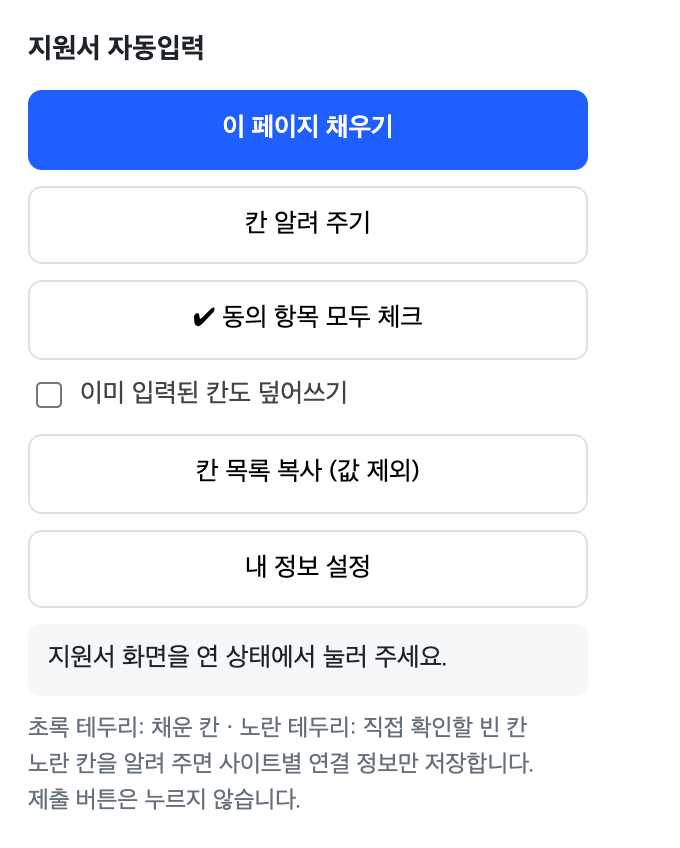 지원서 자동입력
이 페이지 채우기
칸 알려 주기
✔ 동의 항목 모두 체크
이미 입력된 칸도 덮어쓰기
칸 목록 복사 (값 제외)
내 정보 설정
지원서 화면을 연 상태에서 눌러 주세요.
초록 테두리: 채운 칸 · 노란 테두리: 직접 확인할 빈 칸
노란 칸을 알려 주면 사이트별 연결 정보만 저장합니다.
제출 버튼은 누르지 않습니다.